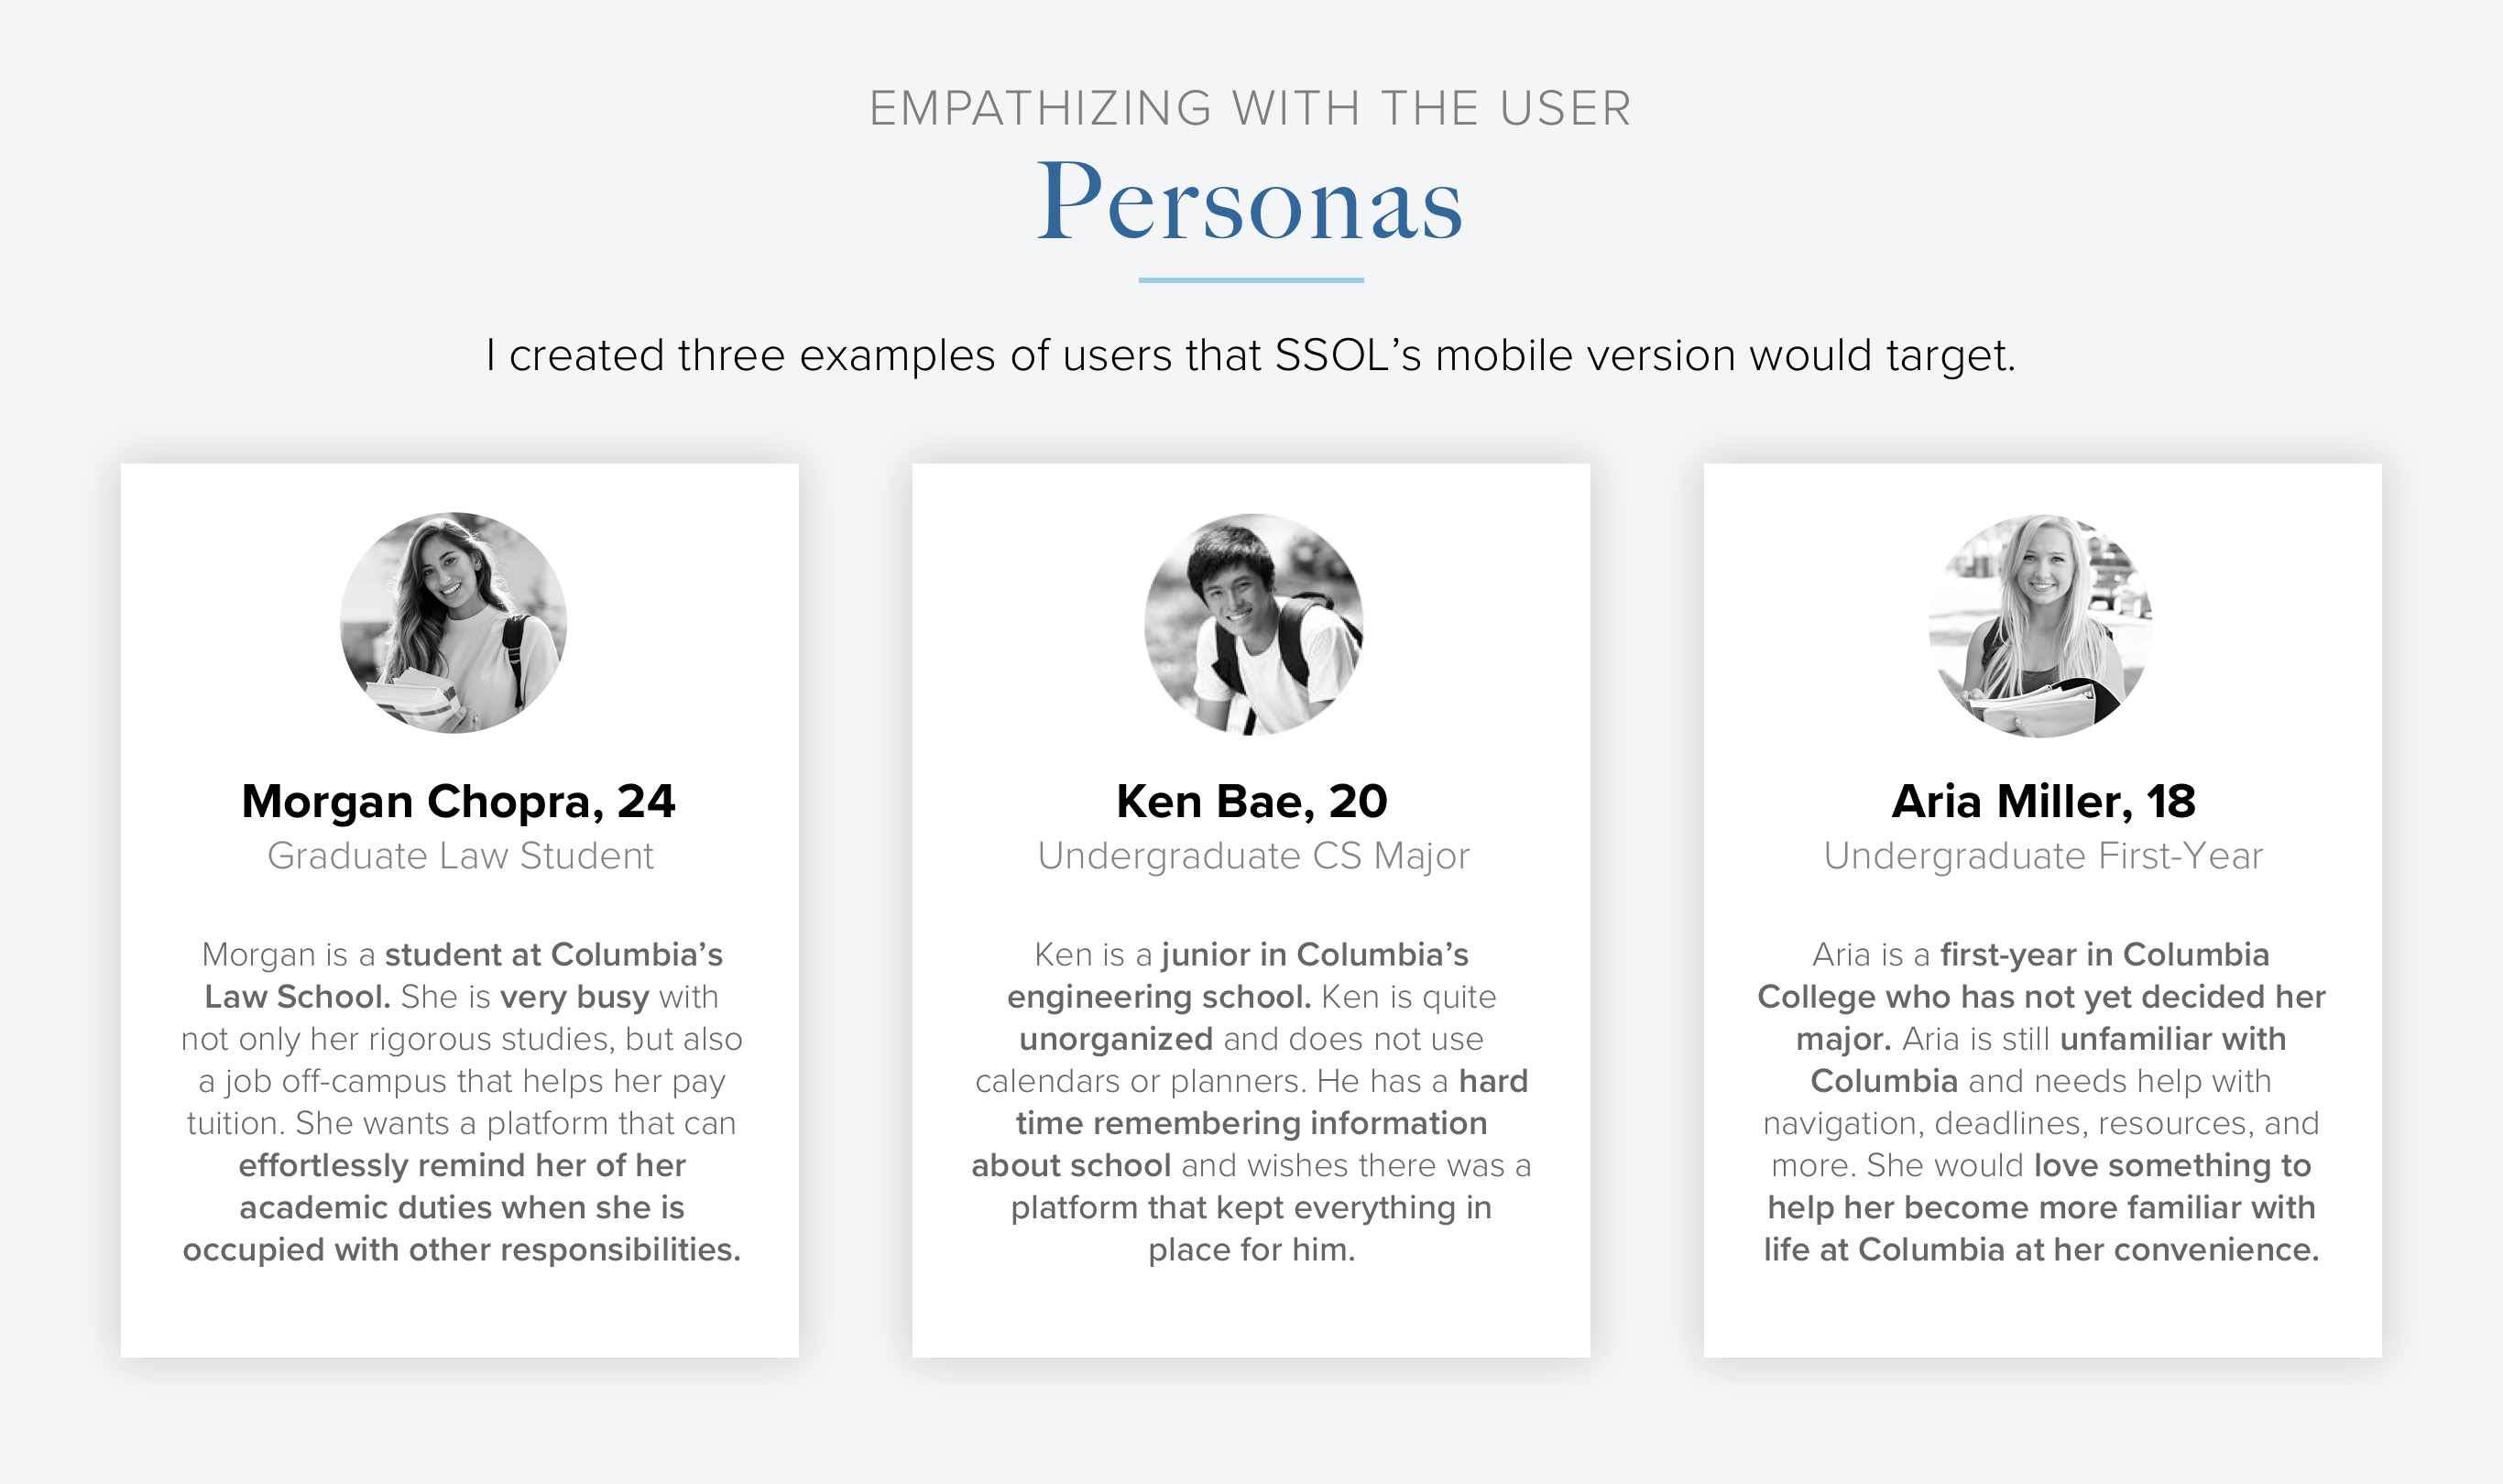 EMPATHIZING WITH THE USER
Personas
I created three examples of users that SSOL’s mobile version would target.
Morgan Chopra, 24
Graduate Law Student
Morgan is a student at Columbia’s
Law School. She is very busy with
not only her rigorous studies, but also
a job off-campus that helps her pay
tuition. She wants a platform that can
effortlessly remind her of her
academic duties when she is
occupied with other responsibilities.
Ken Bae, 20
Undergraduate CS Major
Ken is a junior in Columbia’s
engineering school. Ken is quite
unorganized and does not use
calendars or planners. He has a hard
time remembering information
about school and wishes there was a
platform that kept everything in
place for him.
Aria Miller, 18
Undergraduate First-Year
Aria is a first-year in Columbia
College who has not yet decided her
major. Aria is still unfamiliar with
Columbia and needs help with
navigation, deadlines, resources, and
more. She would love something to
help her become more familiar with
life at Columbia at her convenience.